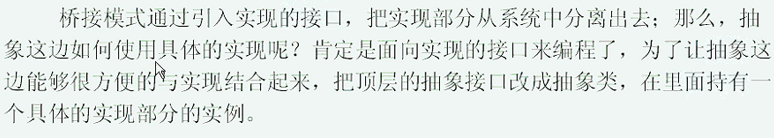 桥接模式通过引入实现的接口，把实现部分从系统中分离出去；那么，抽
象这边如何使用具体的实现呢？肯定是面向实现的接口来编程了，为了让抽象这
边能够很方便的与实现结合起来，把顶层的抽象接口改成抽象类，在里面持有一
个具体的实现部分的实例。